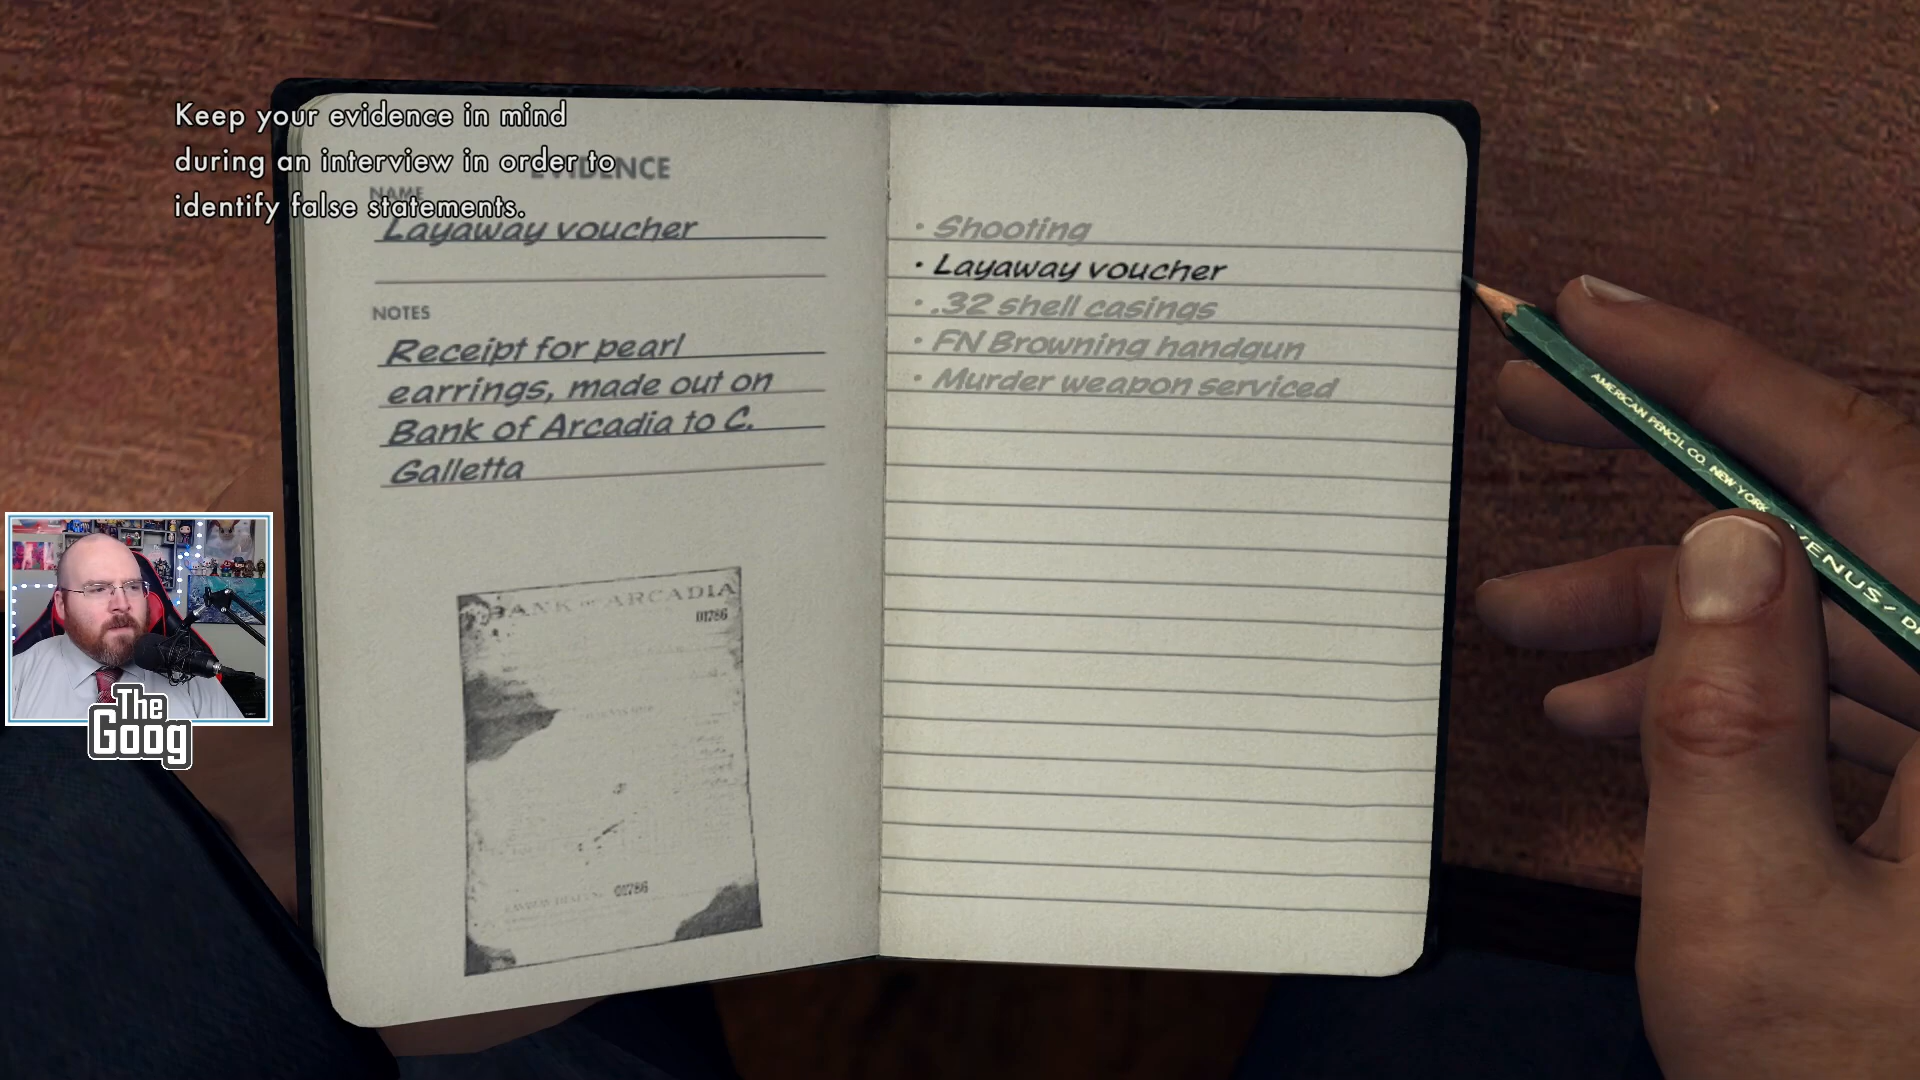 Keep your evidence in mind
during an interview in order to
identify false statements.
EVIDENCE
NAME
Layaway voucher
NOTES
Receipt for pearl
earrings, made out on
Bank of Arcadia to C.
Galletta
BANK OF ARCADIA
01786
01786
• Shooting
• Layaway voucher
• .32 shell casings
• FN Browning handgun
• Murder weapon serviced
AMERICAN PENCIL CO. NEW YORK
VENUS
The
Goog